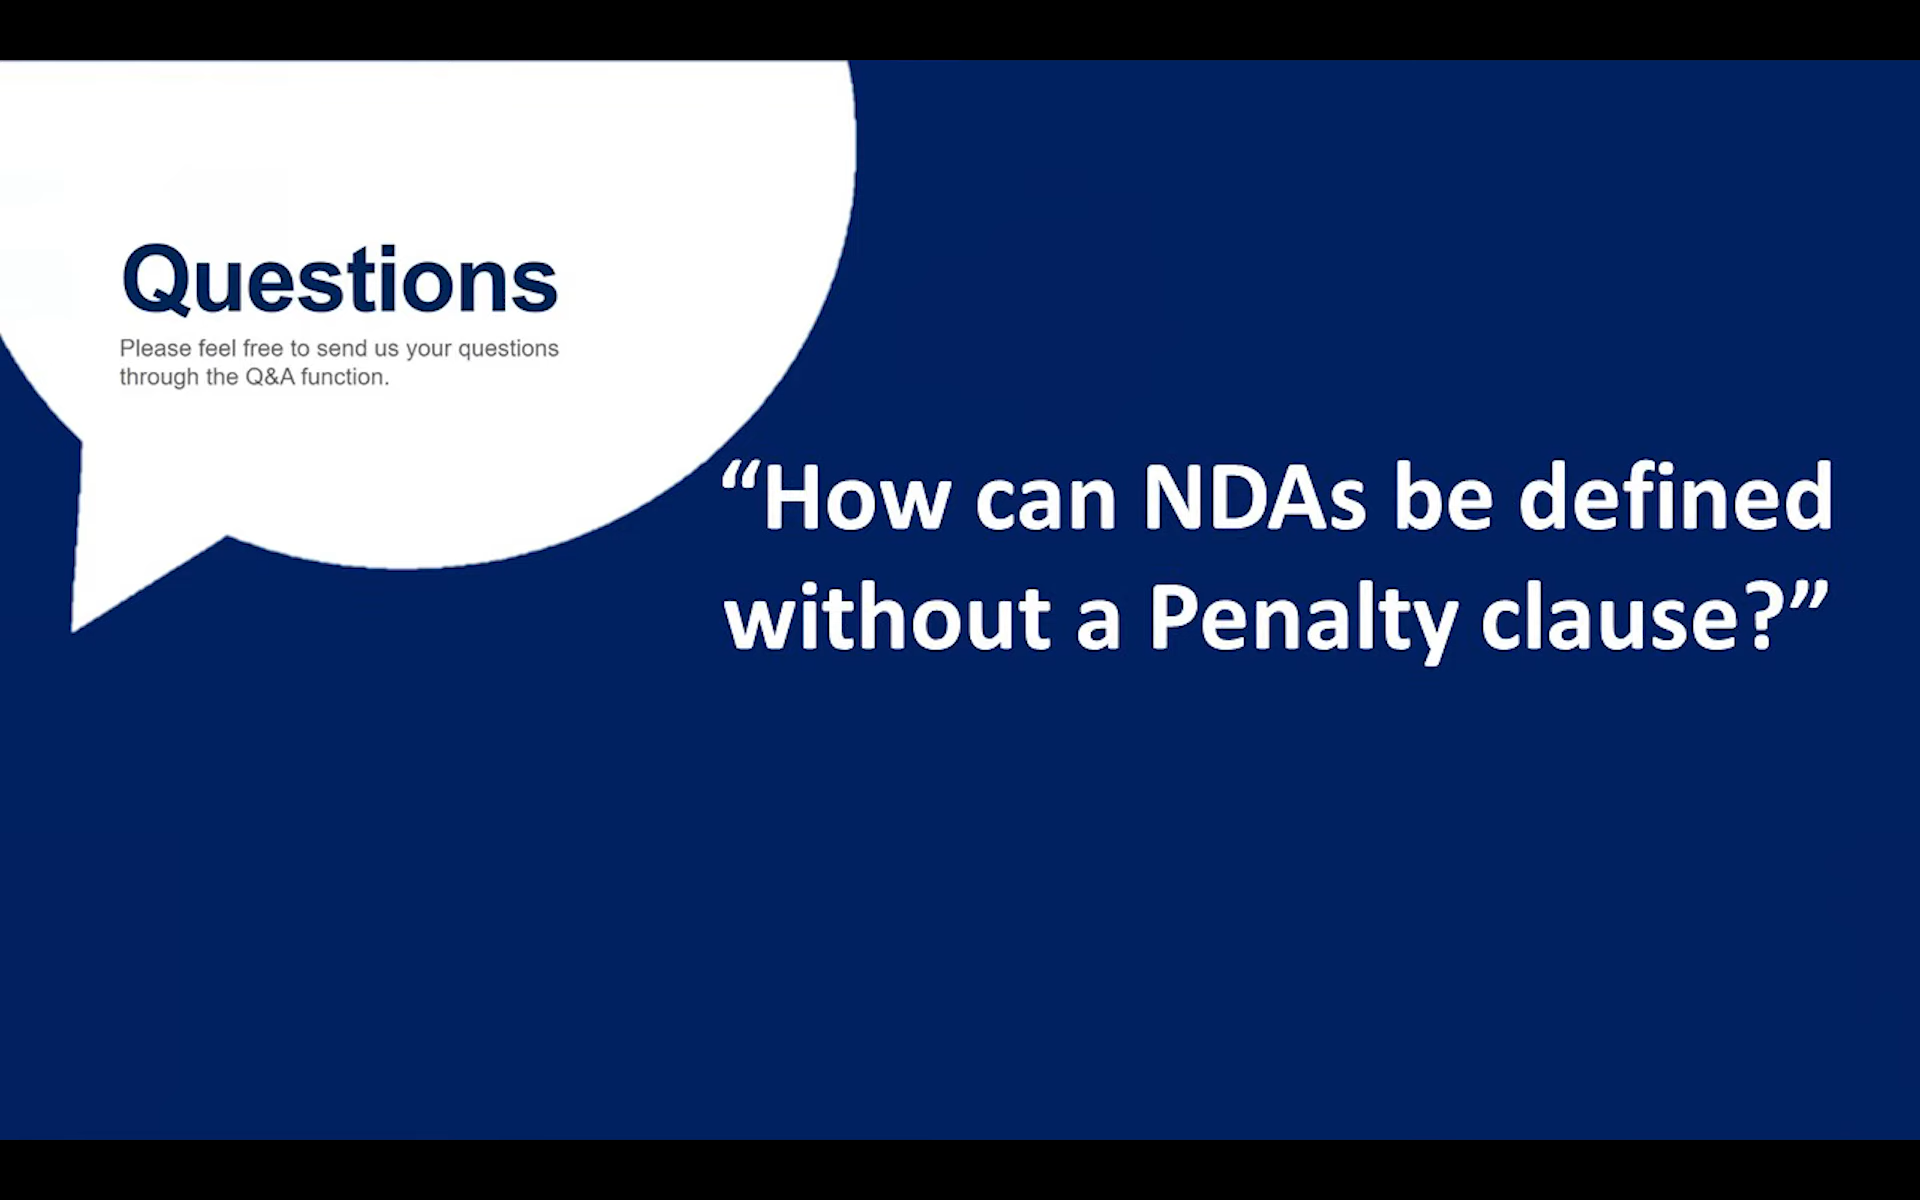 Questions
Please feel free to send us your questions
through the Q&A function.
“How can NDAs be defined
without a Penalty clause?”